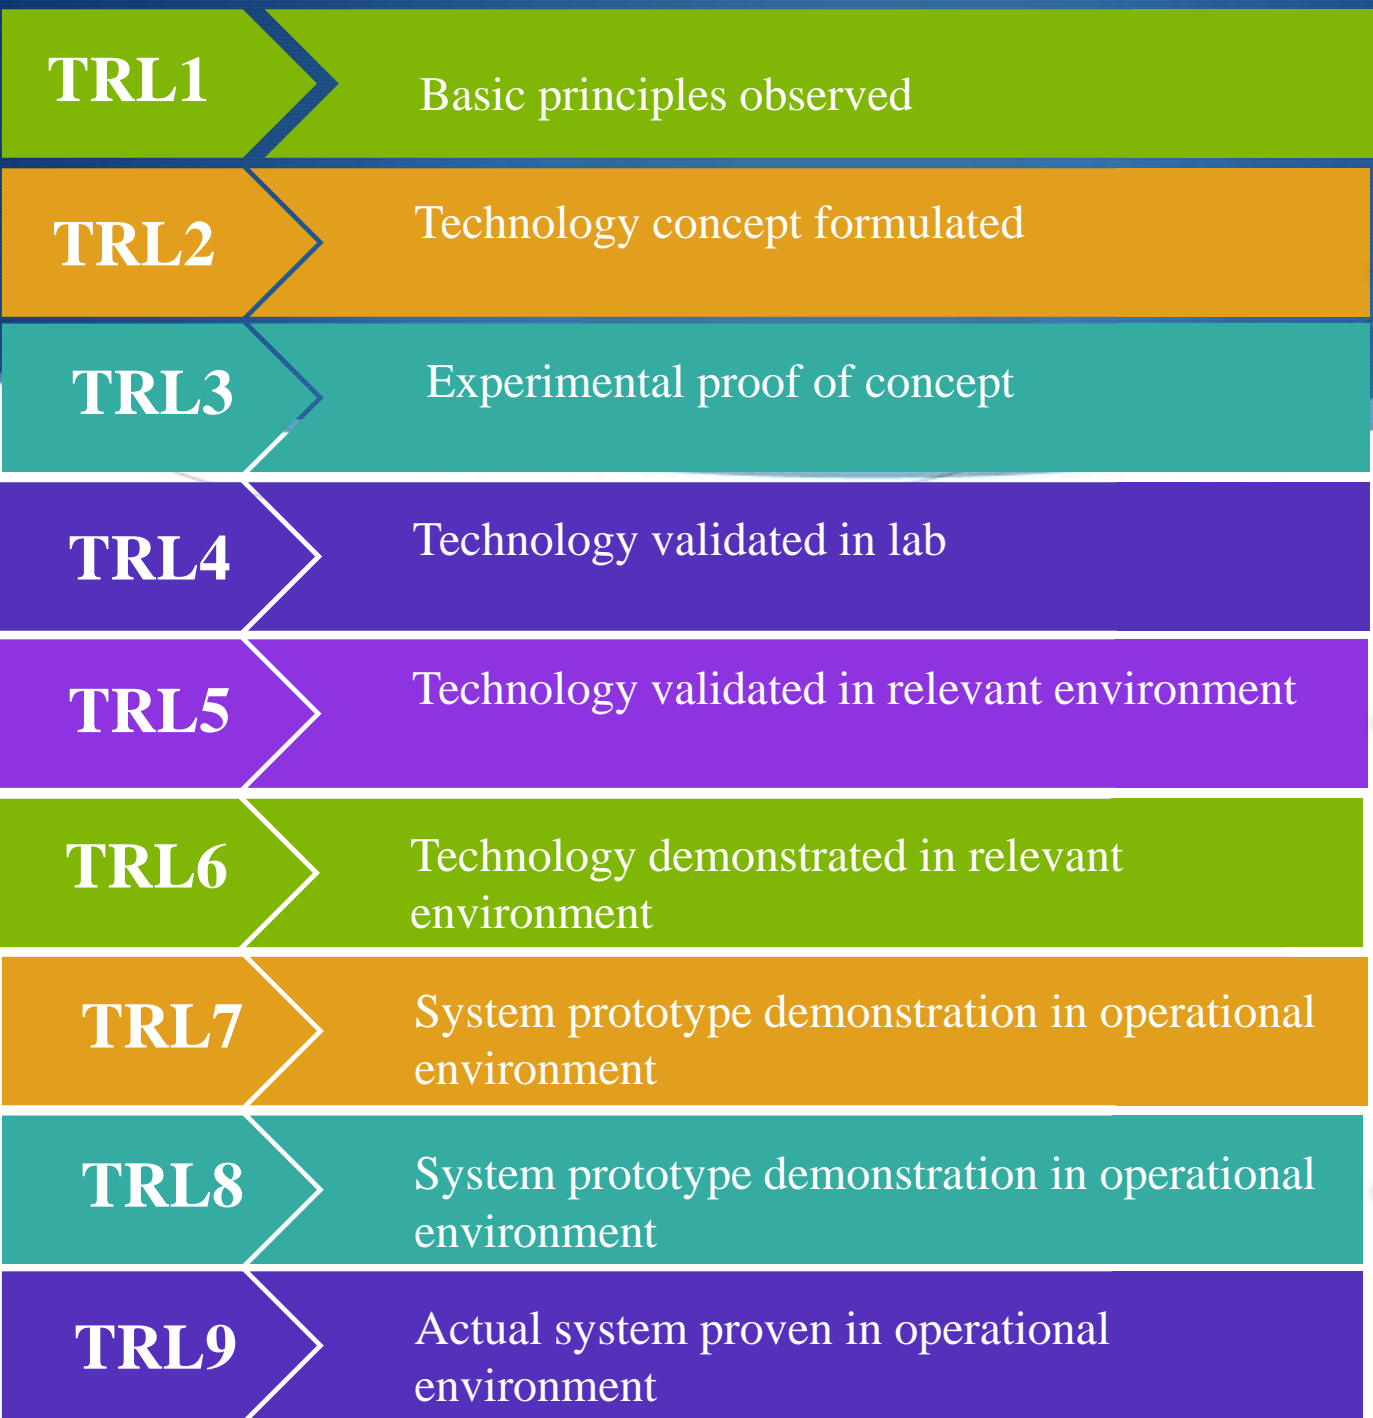 TRL1
Basic principles observed
TRL2
Technology concept formulated
TRL3
Experimental proof of concept
TRL4
Technology validated in lab
TRL5
Technology validated in relevant environment
TRL6
Technology demonstrated in relevant
environment
TRL7
System prototype demonstration in operational
environment
TRL8
System prototype demonstration in operational
environment
TRL9
Actual system proven in operational
environment